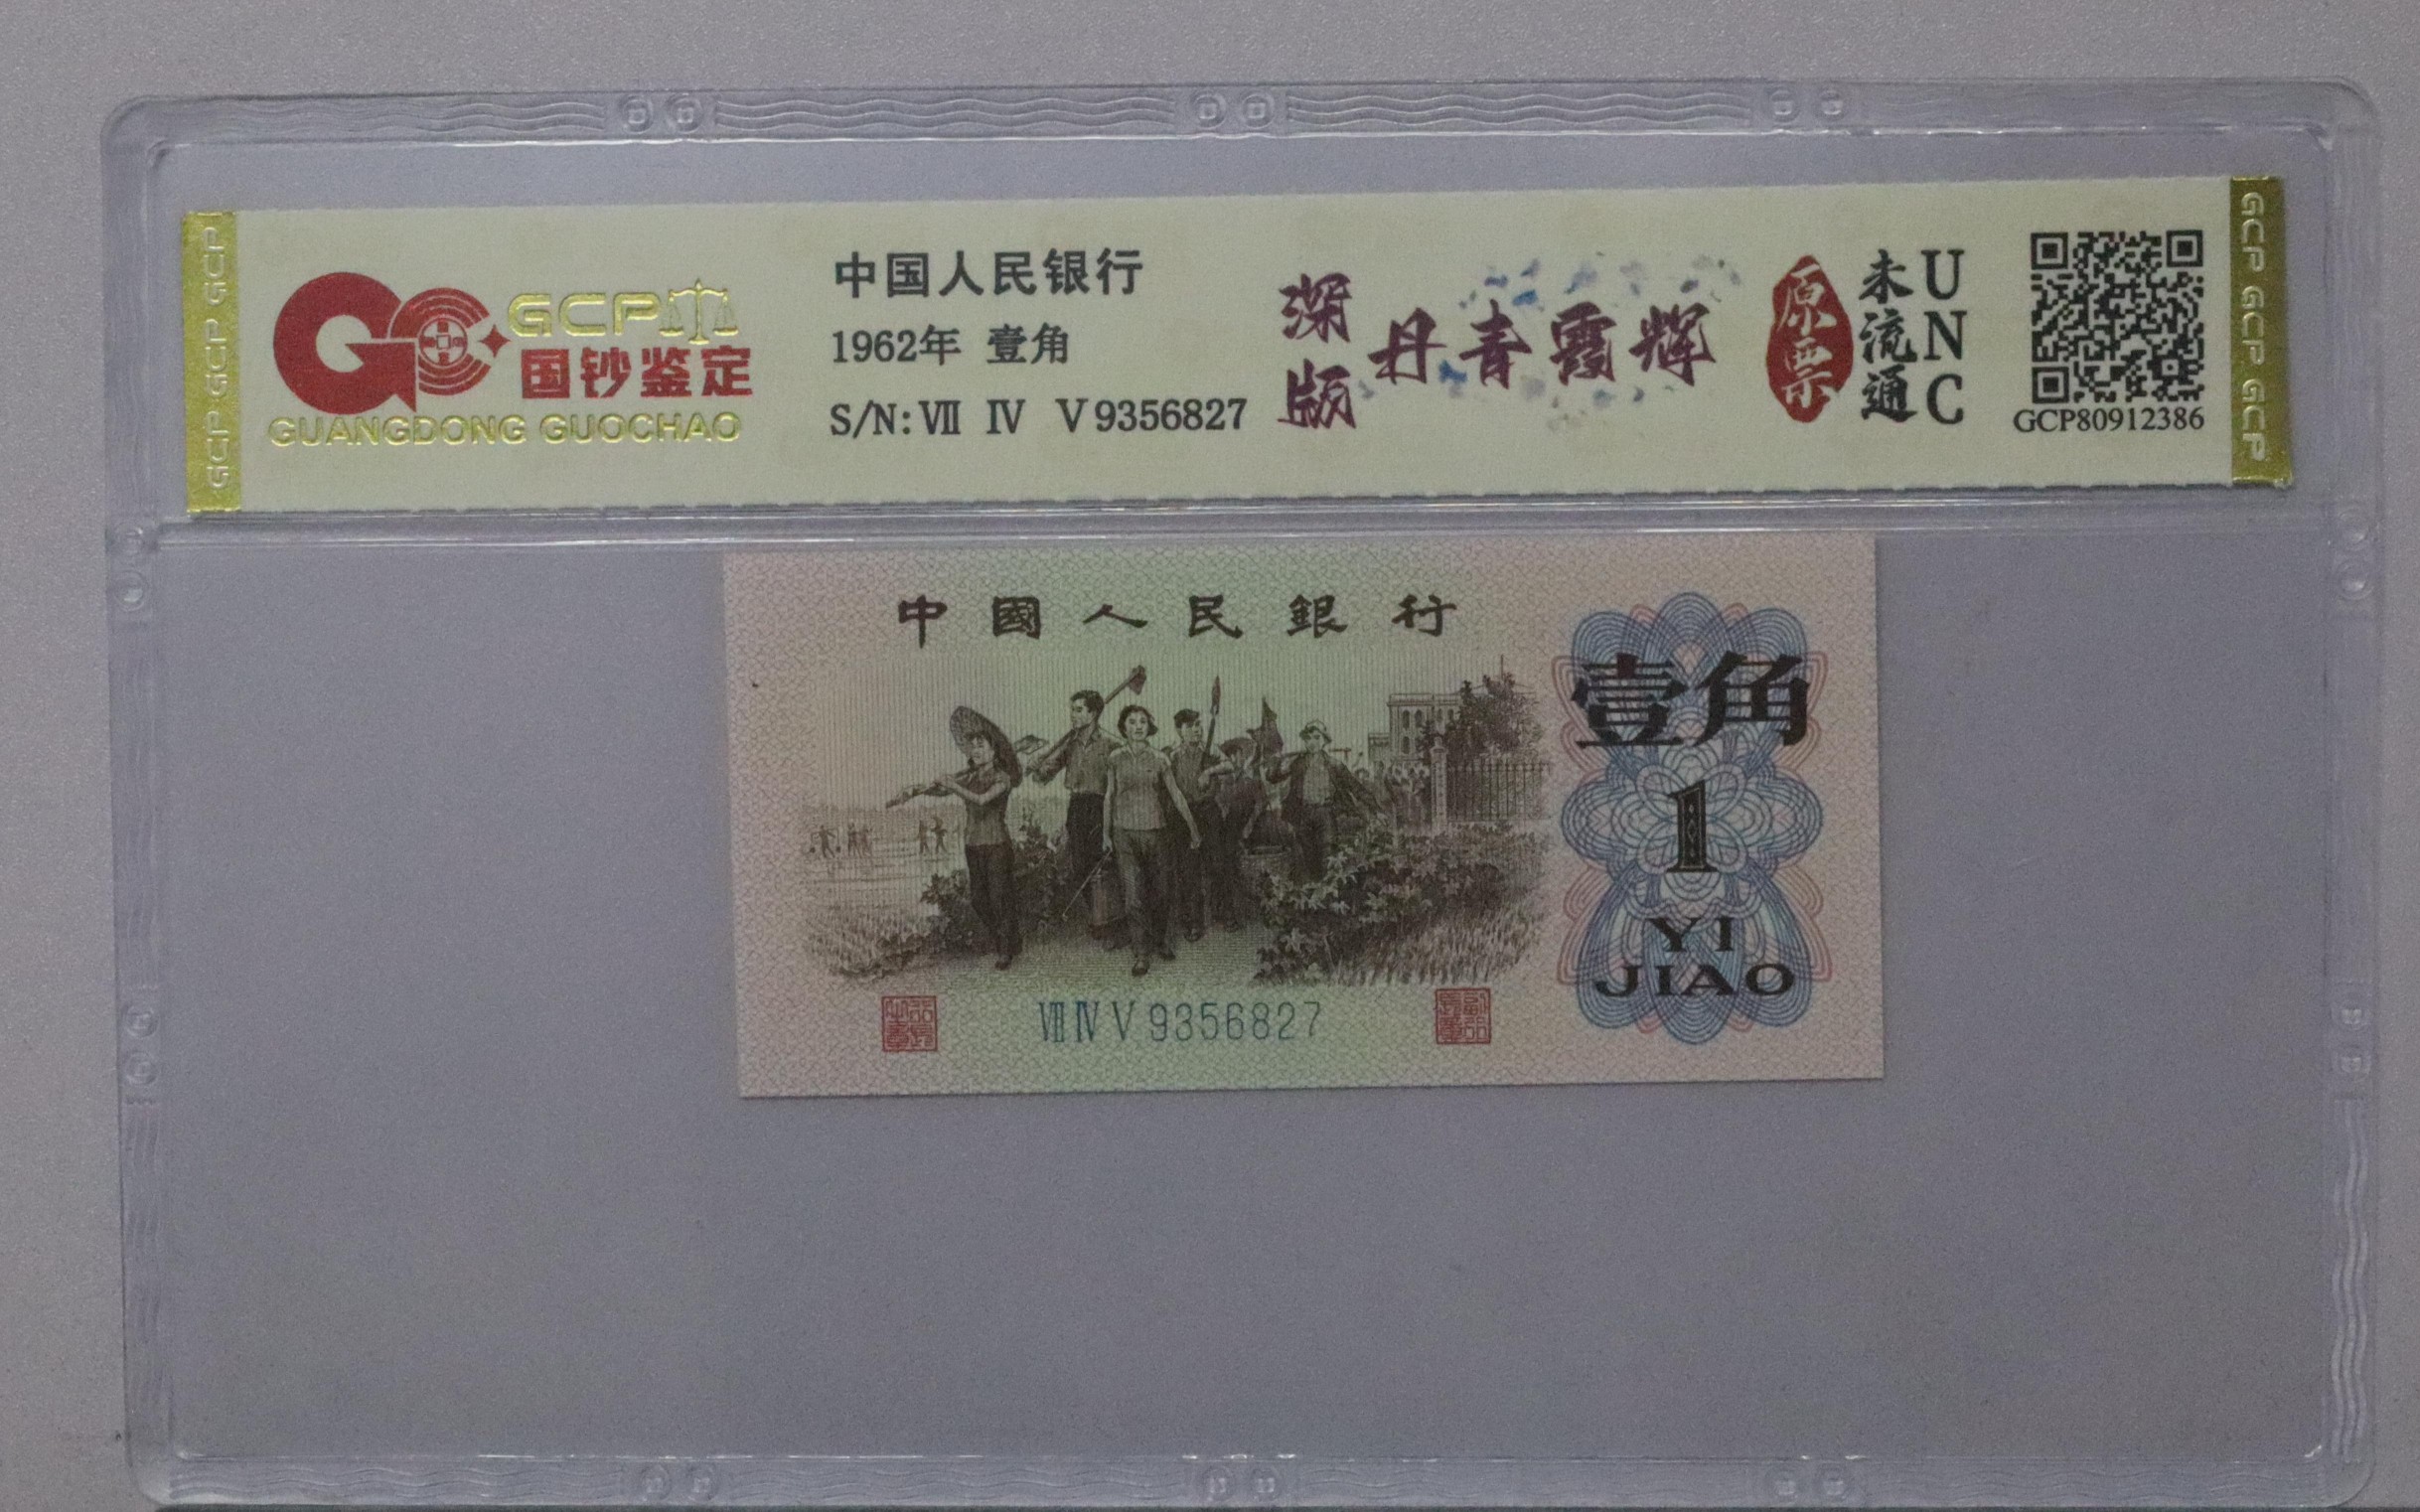 GCP GCP GCP
GCP
国钞鉴定
GUANGDONG GUOCHAO
中国人民银行
1962年 壹角
S/N: Ⅶ Ⅳ Ⅴ 9356827
深版
丹青霞辉
原票
未流通
UNC
GCP80912386
GCP GCP GCP
中國人民銀行
壹角
1
YI
JIAO
Ⅶ Ⅳ Ⅴ 9356827